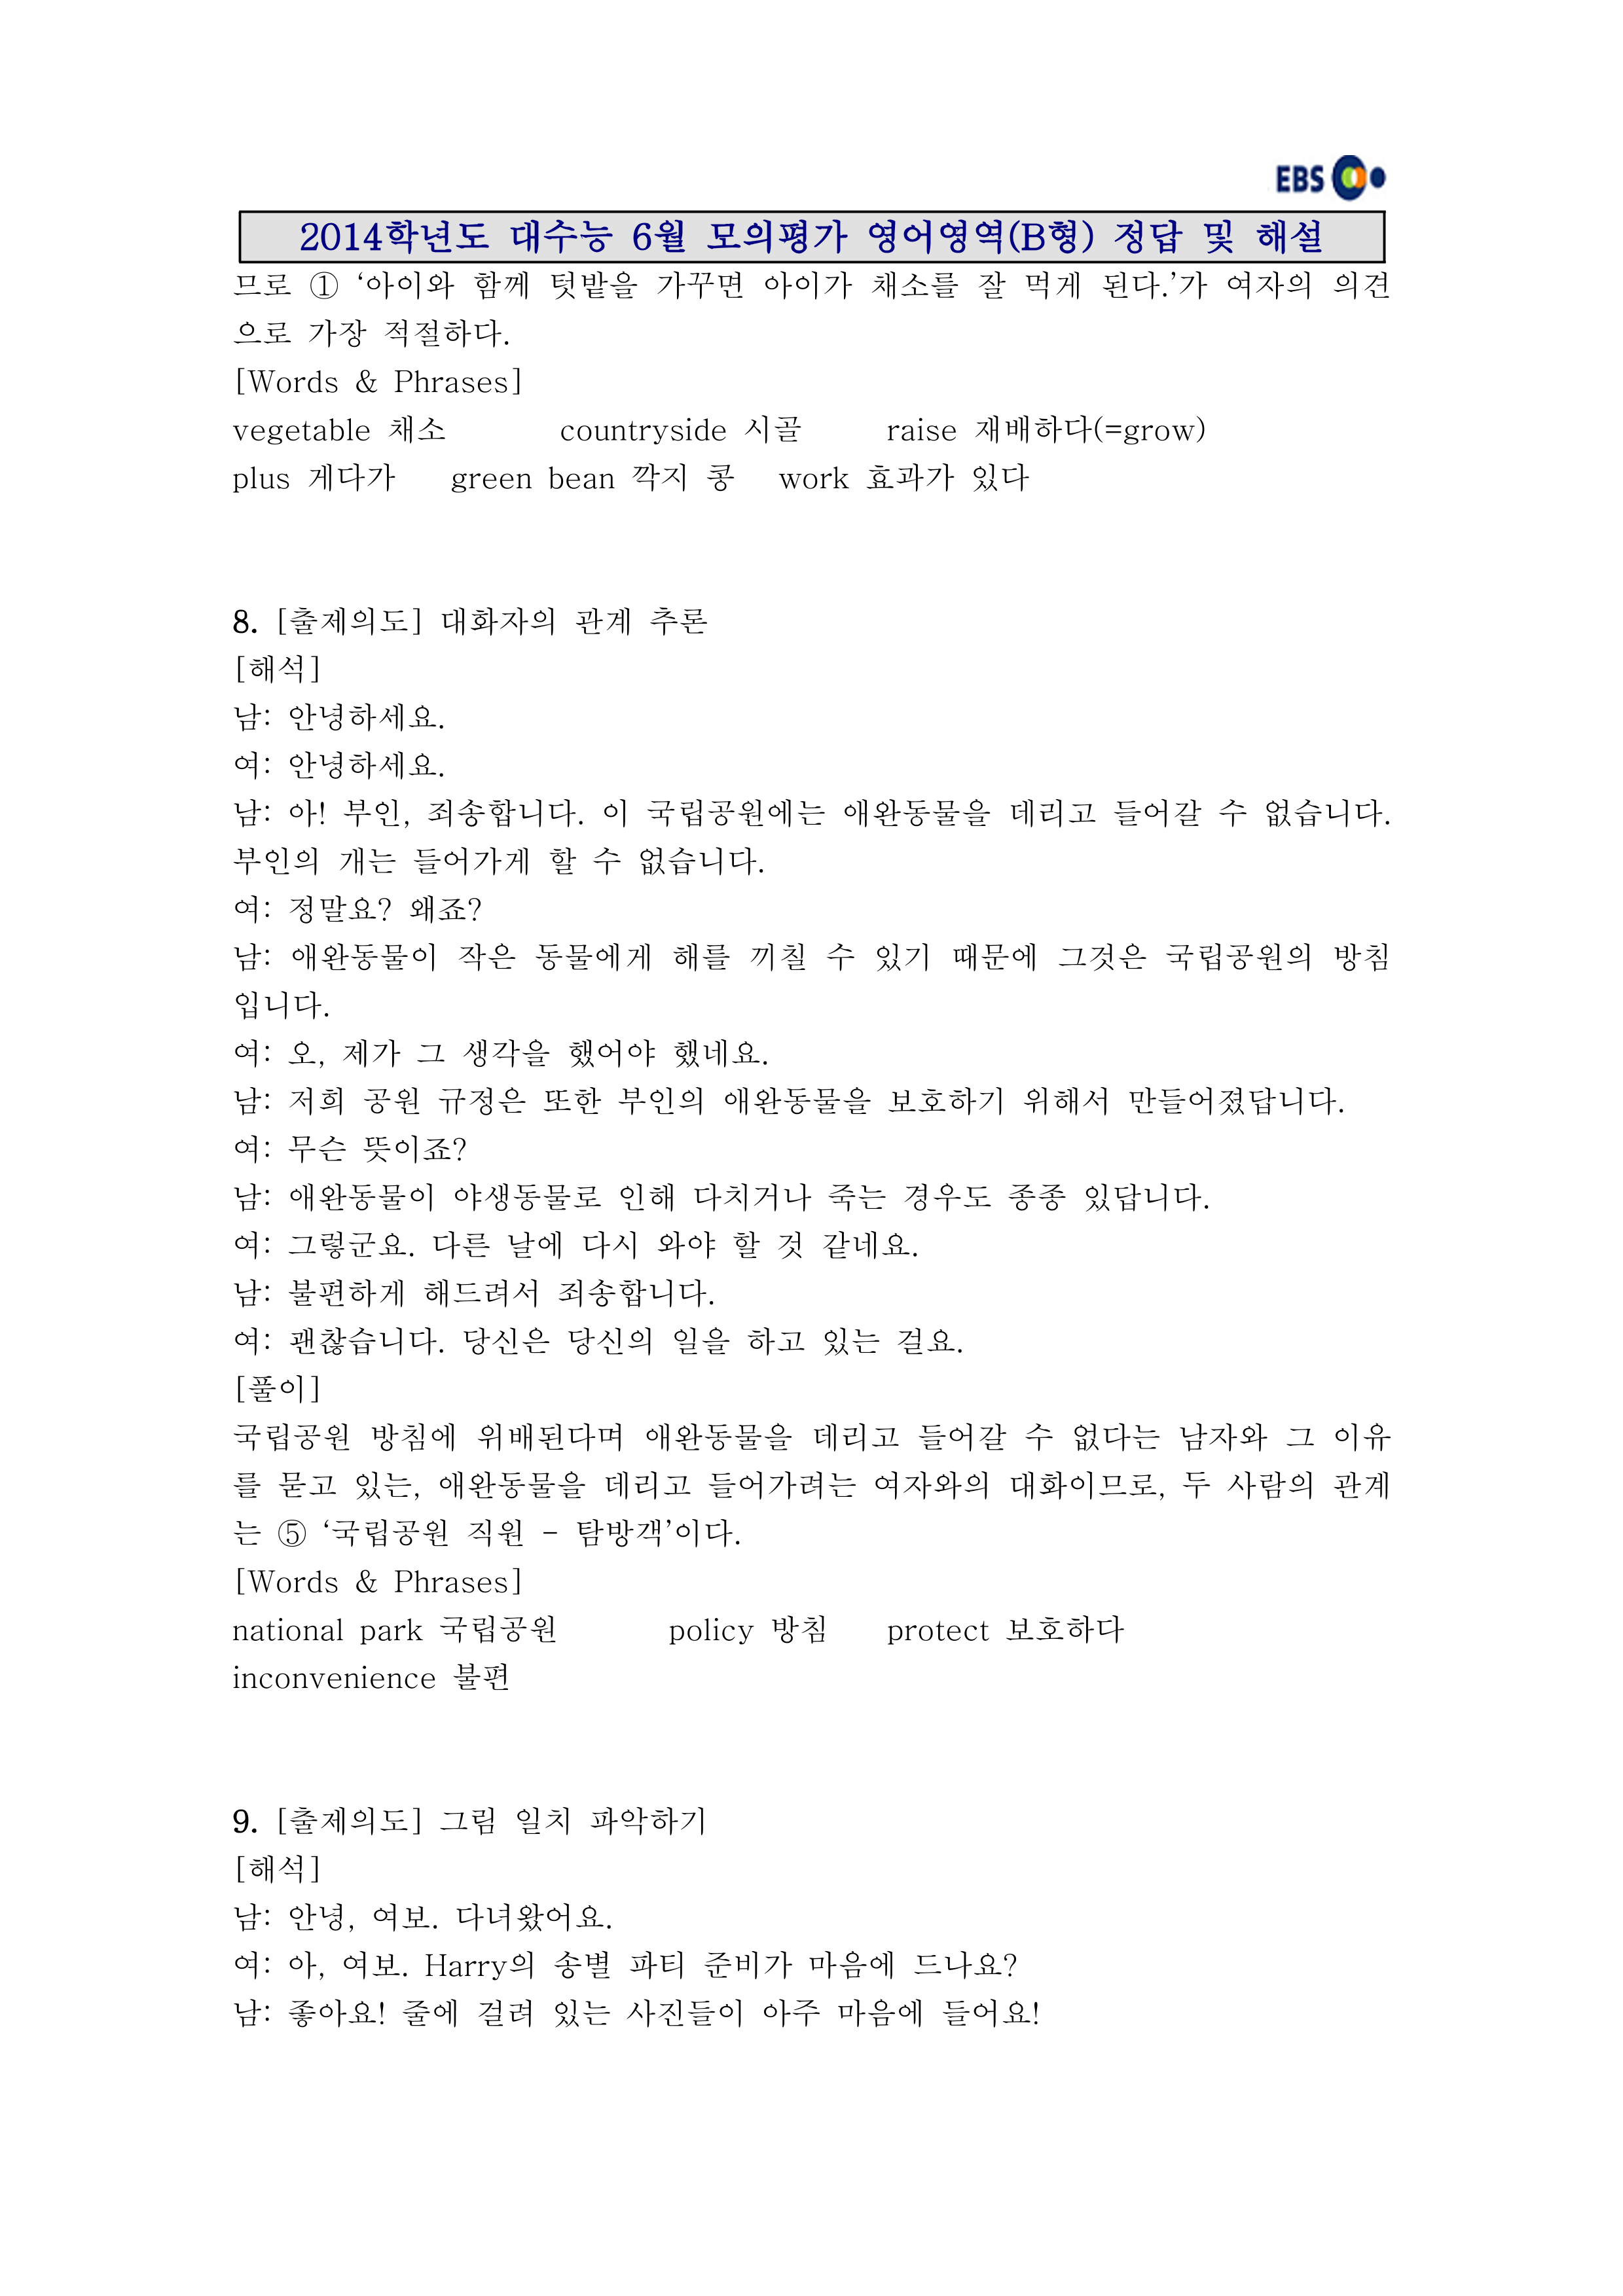 EBS
2014학년도 대수능 6월 모의평가 영어영역(B형) 정답 및 해설
므로 ① ‘아이와 함께 텃밭을 가꾸면 아이가 채소를 잘 먹게 된다.’가 여자의 의견
으로 가장 적절하다.
[Words & Phrases]
vegetable 채소 countryside 시골 raise 재배하다(=grow)
plus 게다가 green bean 깍지 콩 work 효과가 있다
8. [출제의도] 대화자의 관계 추론
[해석]
남: 안녕하세요.
여: 안녕하세요.
남: 아! 부인, 죄송합니다. 이 국립공원에는 애완동물을 데리고 들어갈 수 없습니다.
부인의 개는 들어가게 할 수 없습니다.
여: 정말요? 왜죠?
남: 애완동물이 작은 동물에게 해를 끼칠 수 있기 때문에 그것은 국립공원의 방침
입니다.
여: 오, 제가 그 생각을 했어야 했네요.
남: 저희 공원 규정은 또한 부인의 애완동물을 보호하기 위해서 만들어졌답니다.
여: 무슨 뜻이죠?
남: 애완동물이 야생동물로 인해 다치거나 죽는 경우도 종종 있답니다.
여: 그렇군요. 다른 날에 다시 와야 할 것 같네요.
남: 불편하게 해드려서 죄송합니다.
여: 괜찮습니다. 당신은 당신의 일을 하고 있는 걸요.
[풀이]
국립공원 방침에 위배된다며 애완동물을 데리고 들어갈 수 없다는 남자와 그 이유
를 묻고 있는, 애완동물을 데리고 들어가려는 여자와의 대화이므로, 두 사람의 관계
는 ⑤ ‘국립공원 직원 - 탐방객’이다.
[Words & Phrases]
national park 국립공원 policy 방침 protect 보호하다
inconvenience 불편
9. [출제의도] 그림 일치 파악하기
[해석]
남: 안녕, 여보. 다녀왔어요.
여: 아, 여보. Harry의 송별 파티 준비가 마음에 드나요?
남: 좋아요! 줄에 걸려 있는 사진들이 아주 마음에 들어요!